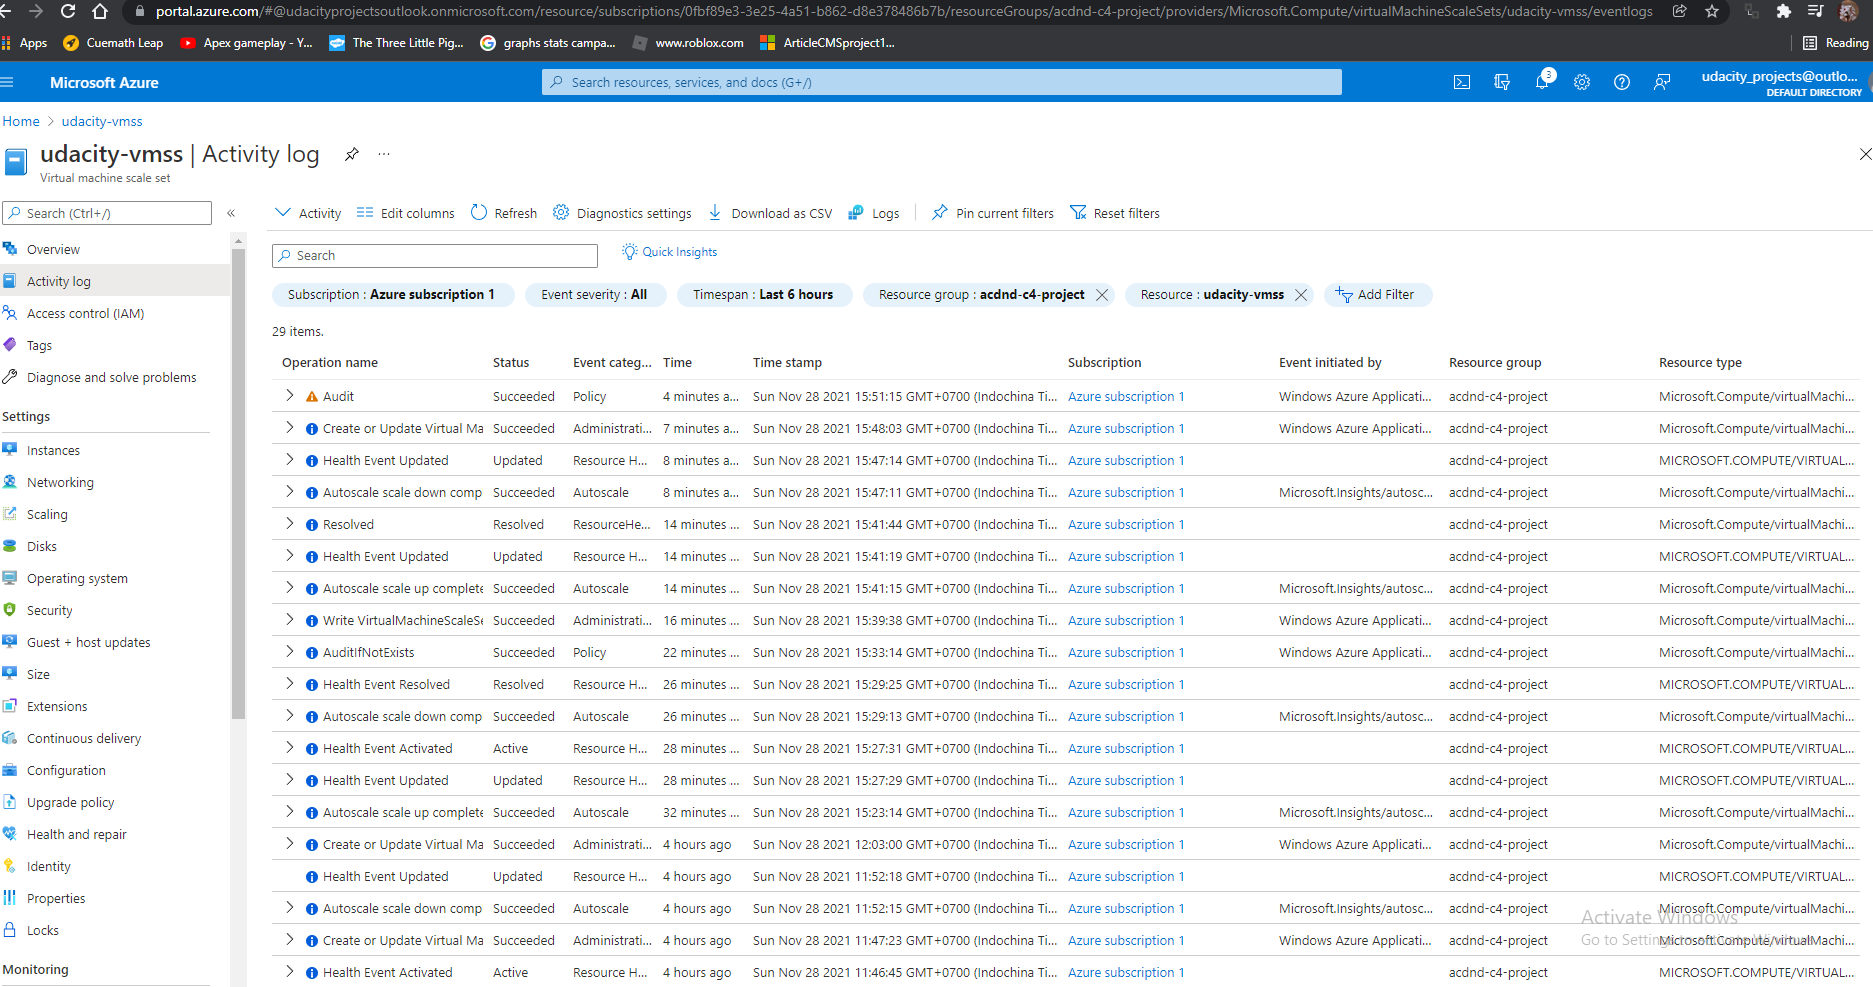 portal.azure.com/#@udacityprojectsoutlook.onmicrosoft.com/resource/subscriptions/0fbf89e3-3e25-4a51-b862-d8e378486b7b/resourceGroups/acdnd-c4-project/providers/Microsoft.Compute/virtualMachineScaleSets/udacity-vmss/eventlogs
Apps Cuemath Leap Apex gameplay - Y... The Three Little Pig... graphs stats campa... www.roblox.com ArticleCMSproject1... Reading
Microsoft Azure Search resources, services, and docs (G+/) 3 udacity_projects@outlo...
DEFAULT DIRECTORY
Home > udacity-vmss
udacity-vmss | Activity log ...
Virtual machine scale set
Search (Ctrl+/) «
Overview
Activity log
Access control (IAM)
Tags
Diagnose and solve problems
Settings
Instances
Networking
Scaling
Disks
Operating system
Security
Guest + host updates
Size
Extensions
Continuous delivery
Configuration
Upgrade policy
Health and repair
Identity
Properties
Locks
Monitoring
Activity Edit columns Refresh Diagnostics settings Download as CSV Logs Pin current filters Reset filters
Search Quick Insights
Subscription : Azure subscription 1 Event severity : All Timespan : Last 6 hours Resource group : acdnd-c4-project Resource : udacity-vmss Add Filter
29 items.
Operation name Status Event categ... Time Time stamp Subscription Event initiated by Resource group Resource type
Audit Succeeded Policy 4 minutes a... Sun Nov 28 2021 15:51:15 GMT+0700 (Indochina Ti... Azure subscription 1 Windows Azure Applicati... acdnd-c4-project Microsoft.Compute/virtualMachi...
Create or Update Virtual Ma Succeeded Administrati... 7 minutes a... Sun Nov 28 2021 15:48:03 GMT+0700 (Indochina Ti... Azure subscription 1 Windows Azure Applicati... acdnd-c4-project Microsoft.Compute/virtualMachi...
Health Event Updated Updated Resource H... 8 minutes a... Sun Nov 28 2021 15:47:14 GMT+0700 (Indochina Ti... Azure subscription 1 acdnd-c4-project MICROSOFT.COMPUTE/VIRTUAL...
Autoscale scale down comp Succeeded Autoscale 8 minutes a... Sun Nov 28 2021 15:47:11 GMT+0700 (Indochina Ti... Azure subscription 1 Microsoft.Insights/autosc... acdnd-c4-project Microsoft.Compute/virtualMachi...
Resolved Resolved ResourceHe... 14 minutes ... Sun Nov 28 2021 15:41:44 GMT+0700 (Indochina Ti... Azure subscription 1 acdnd-c4-project Microsoft.Compute/virtualMachi...
Health Event Updated Updated Resource H... 14 minutes ... Sun Nov 28 2021 15:41:19 GMT+0700 (Indochina Ti... Azure subscription 1 acdnd-c4-project MICROSOFT.COMPUTE/VIRTUAL...
Autoscale scale up complete Succeeded Autoscale 14 minutes ... Sun Nov 28 2021 15:41:15 GMT+0700 (Indochina Ti... Azure subscription 1 Microsoft.Insights/autosc... acdnd-c4-project Microsoft.Compute/virtualMachi...
Write VirtualMachineScaleSe Succeeded Administrati... 16 minutes ... Sun Nov 28 2021 15:39:38 GMT+0700 (Indochina Ti... Azure subscription 1 Windows Azure Applicati... acdnd-c4-project Microsoft.Compute/virtualMachi...
AuditIfNotExists Succeeded Policy 22 minutes ... Sun Nov 28 2021 15:33:14 GMT+0700 (Indochina Ti... Azure subscription 1 Windows Azure Applicati... acdnd-c4-project Microsoft.Compute/virtualMachi...
Health Event Resolved Resolved Resource H... 26 minutes ... Sun Nov 28 2021 15:29:25 GMT+0700 (Indochina Ti... Azure subscription 1 acdnd-c4-project MICROSOFT.COMPUTE/VIRTUAL...
Autoscale scale down comp Succeeded Autoscale 26 minutes ... Sun Nov 28 2021 15:29:13 GMT+0700 (Indochina Ti... Azure subscription 1 Microsoft.Insights/autosc... acdnd-c4-project Microsoft.Compute/virtualMachi...
Health Event Activated Active Resource H... 28 minutes ... Sun Nov 28 2021 15:27:31 GMT+0700 (Indochina Ti... Azure subscription 1 acdnd-c4-project MICROSOFT.COMPUTE/VIRTUAL...
Health Event Updated Updated Resource H... 28 minutes ... Sun Nov 28 2021 15:27:29 GMT+0700 (Indochina Ti... Azure subscription 1 acdnd-c4-project MICROSOFT.COMPUTE/VIRTUAL...
Autoscale scale up complete Succeeded Autoscale 32 minutes ... Sun Nov 28 2021 15:23:14 GMT+0700 (Indochina Ti... Azure subscription 1 Microsoft.Insights/autosc... acdnd-c4-project Microsoft.Compute/virtualMachi...
Create or Update Virtual Ma Succeeded Administrati... 4 hours ago Sun Nov 28 2021 12:03:00 GMT+0700 (Indochina Ti... Azure subscription 1 Windows Azure Applicati... acdnd-c4-project Microsoft.Compute/virtualMachi...
Health Event Updated Updated Resource H... 4 hours ago Sun Nov 28 2021 11:52:18 GMT+0700 (Indochina Ti... Azure subscription 1 acdnd-c4-project MICROSOFT.COMPUTE/VIRTUAL...
Autoscale scale down comp Succeeded Autoscale 4 hours ago Sun Nov 28 2021 11:52:15 GMT+0700 (Indochina Ti... Azure subscription 1 Microsoft.Insights/autosc... acdnd-c4-project Microsoft.Compute/virtualMachi...
Create or Update Virtual Ma Succeeded Administrati... 4 hours ago Sun Nov 28 2021 11:47:23 GMT+0700 (Indochina Ti... Azure subscription 1 Windows Azure Applicati... acdnd-c4-project Microsoft.Compute/virtualMachi...
Health Event Activated Active Resource H... 4 hours ago Sun Nov 28 2021 11:46:45 GMT+0700 (Indochina Ti... Azure subscription 1 acdnd-c4-project MICROSOFT.COMPUTE/VIRTUAL...
Activate Windows
Go to Settings to activate Windows.